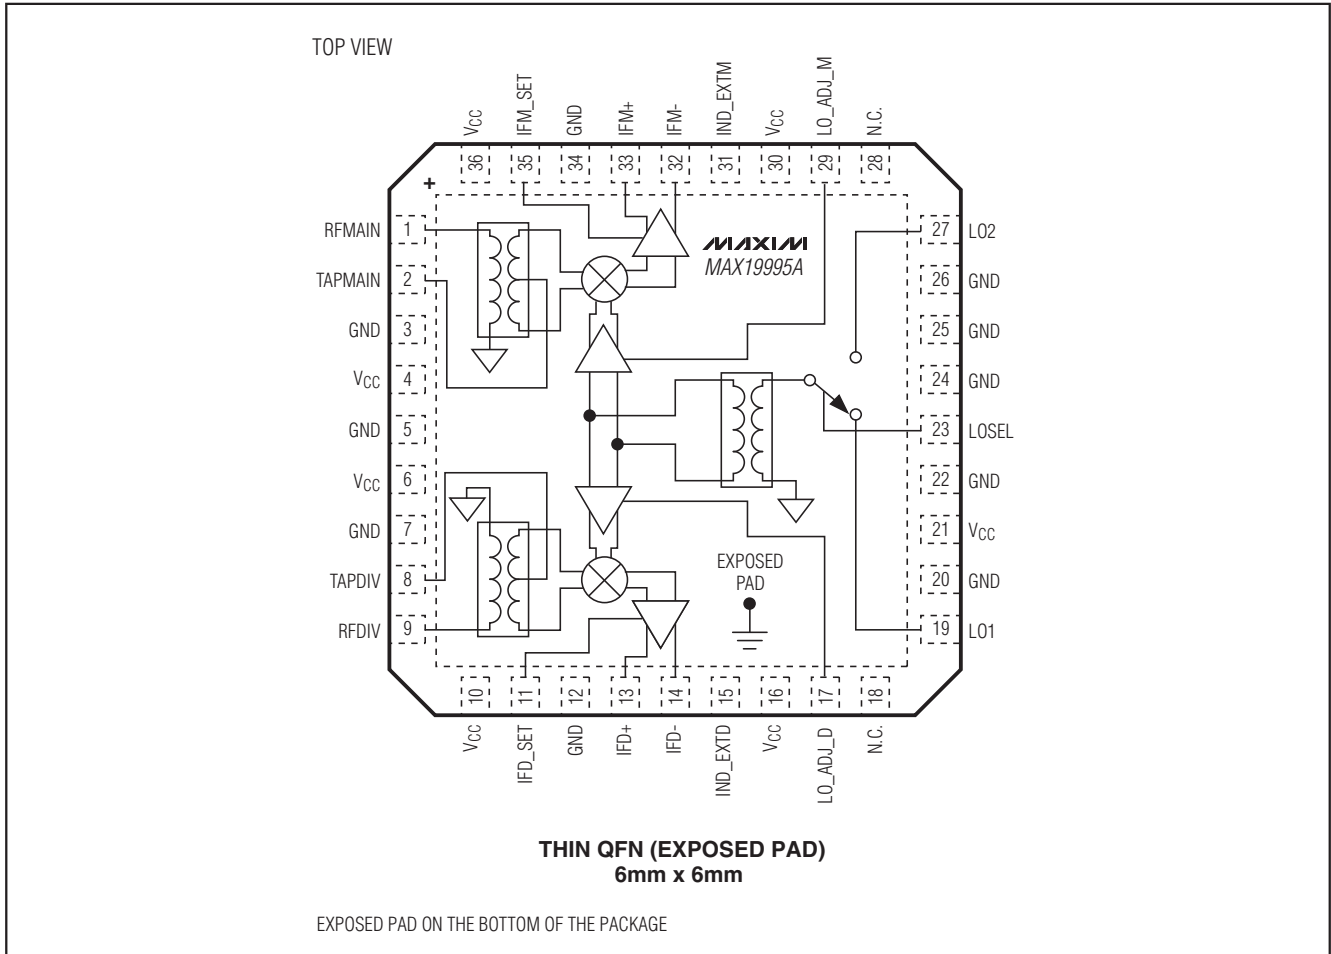 TOP VIEW
VCC
IFM_SET
GND
IFM+
IFM-
IND_EXTM
VCC
LO_ADJ_M
N.C.
36
35
34
33
32
31
30
29
28
+
RFMAIN 1
TAPMAIN 2
GND 3
VCC 4
GND 5
VCC 6
GND 7
TAPDIV 8
RFDIV 9
MAXIM
MAX19995A
27 LO2
26 GND
25 GND
24 GND
23 LOSEL
22 GND
21 VCC
20 GND
19 LO1
EXPOSED
PAD
10
11
12
13
14
15
16
17
18
VCC
IFD_SET
GND
IFD+
IFD-
IND_EXTD
VCC
LO_ADJ_D
N.C.
THIN QFN (EXPOSED PAD)
6mm x 6mm
EXPOSED PAD ON THE BOTTOM OF THE PACKAGE